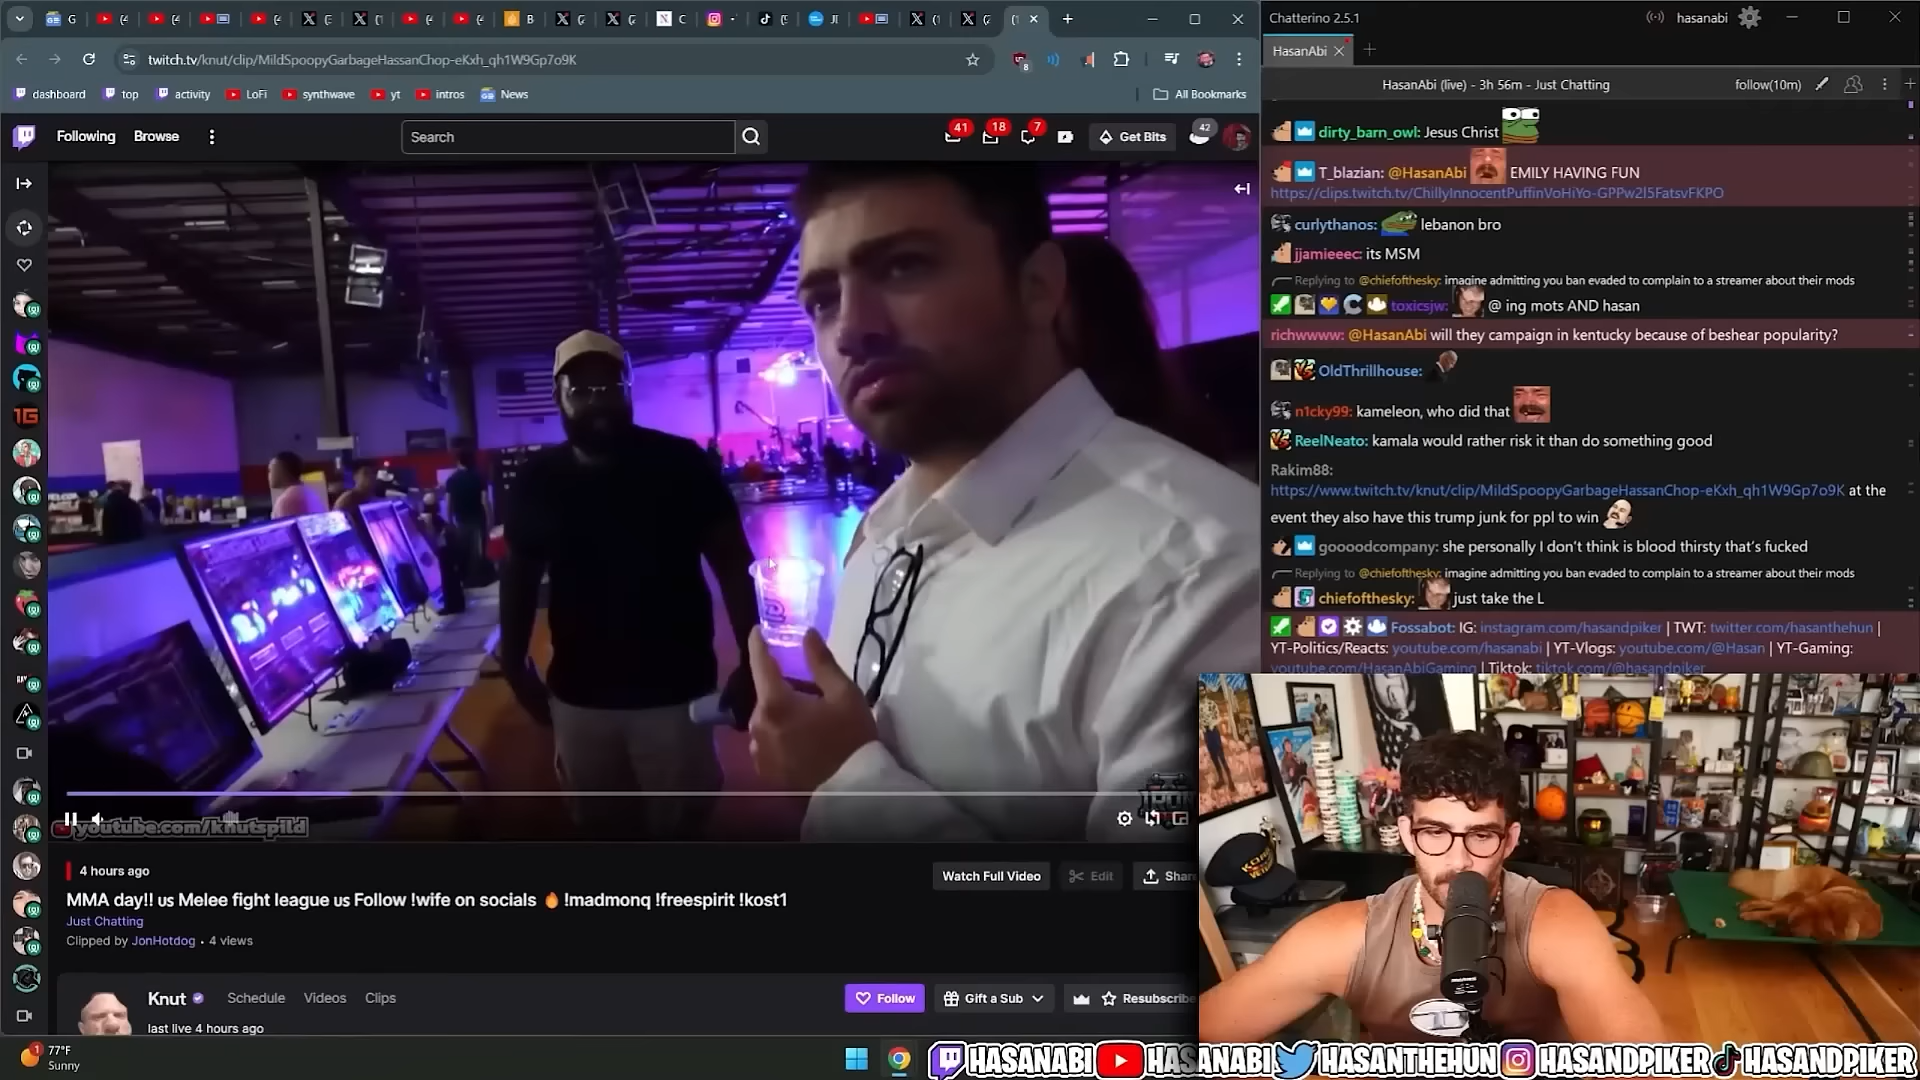 twitch.tv/knut/clip/MildSpoopyGarbageHassanChop-eKxh_qh1W9Gp7o9K
8
dashboard top activity LoFi synthwave yt intros News All Bookmarks
Following Browse Search 41 18 7 Get Bits 42
youtube.com/knutspild
4 hours ago
Watch Full Video Edit Share
MMA day!! us Melee fight league us Follow !wife on socials !madmonq !freespirit !kost1
Just Chatting
Clipped by JonHotdog • 4 views
Knut Schedule Videos Clips
Follow Gift a Sub Resubscribe
last live 4 hours ago
1
77°F
Sunny
Chatterino 2.5.1 hasanabi
HasanAbi
HasanAbi (live) - 3h 56m - Just Chatting follow(10m)
dirty_barn_owl: Jesus Christ
T_blazian: @HasanAbi EMILY HAVING FUN
https://clips.twitch.tv/ChillyInnocentPuffinVoHiYo-GPPw2l5FatsvFKPO
curlythanos: lebanon bro
jjamieeec: its MSM
Replying to @chiefofthesky: imagine admitting you ban evaded to complain to a streamer about their mods
toxicsjw: @ ing mots AND hasan
richwwww: @HasanAbi will they campaign in kentucky because of beshear popularity?
OldThrillhouse:
n1cky99: kameleon, who did that
ReelNeato: kamala would rather risk it than do something good
Rakim88:
https://www.twitch.tv/knut/clip/MildSpoopyGarbageHassanChop-eKxh_qh1W9Gp7o9K at the
event they also have this trump junk for ppl to win
goooodcompany: she personally I don't think is blood thirsty that's fucked
Replying to @chiefofthesky: imagine admitting you ban evaded to complain to a streamer about their mods
chiefofthesky: just take the L
Fossabot: IG: instagram.com/hasandpiker | TWT: twitter.com/hasanthehun |
YT-Politics/Reacts: youtube.com/hasanabi | YT-Vlogs: youtube.com/@Hasan | YT-Gaming:
youtube.com/HasanAbiGaming | Tiktok: tiktok.com/@hasandpiker
HASANABI HASANABI HASANTHEHUN HASANDPIKER HASANDPIKER